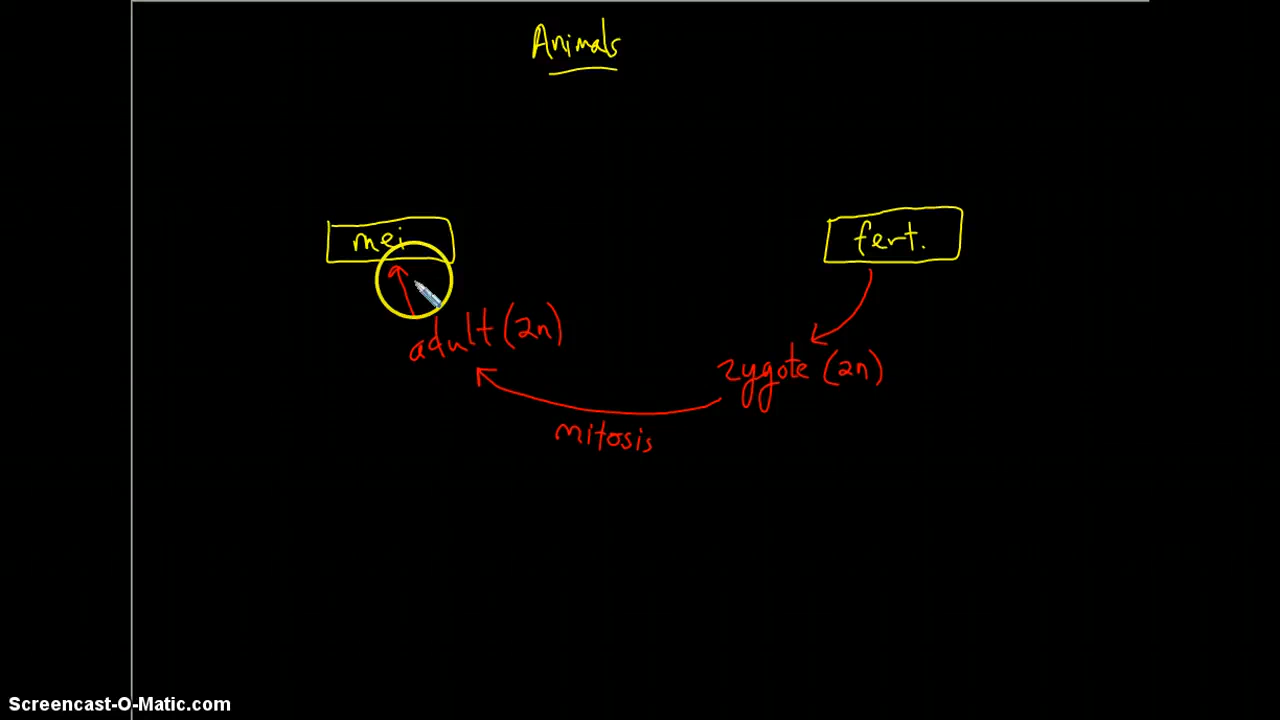 Animals
mei
fert.
adult (2n)
zygote (2n)
mitosis
Screencast-O-Matic.com